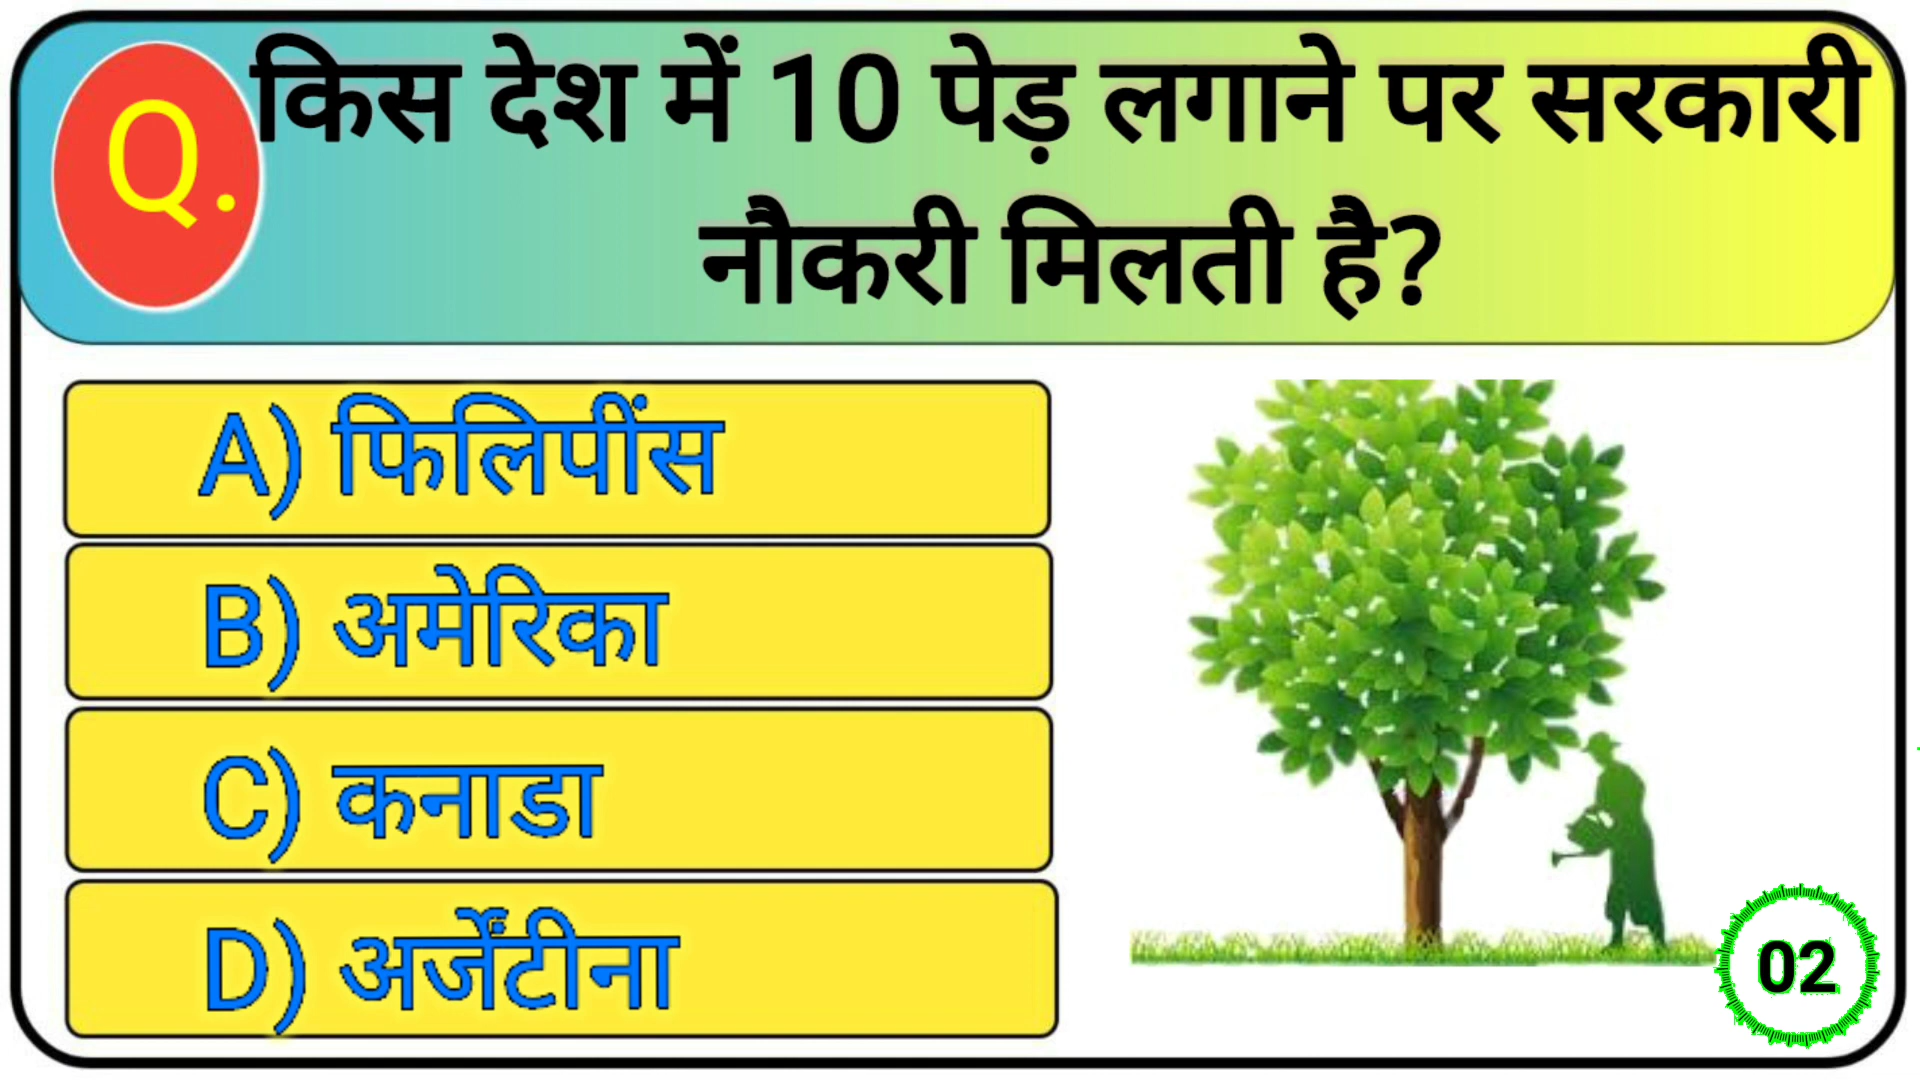 Q. किस देश में 10 पेड़ लगाने पर सरकारी
नौकरी मिलती है?
A) फिलिपींस
B) अमेरिका
C) कनाडा
D) अर्जेंटीना
02